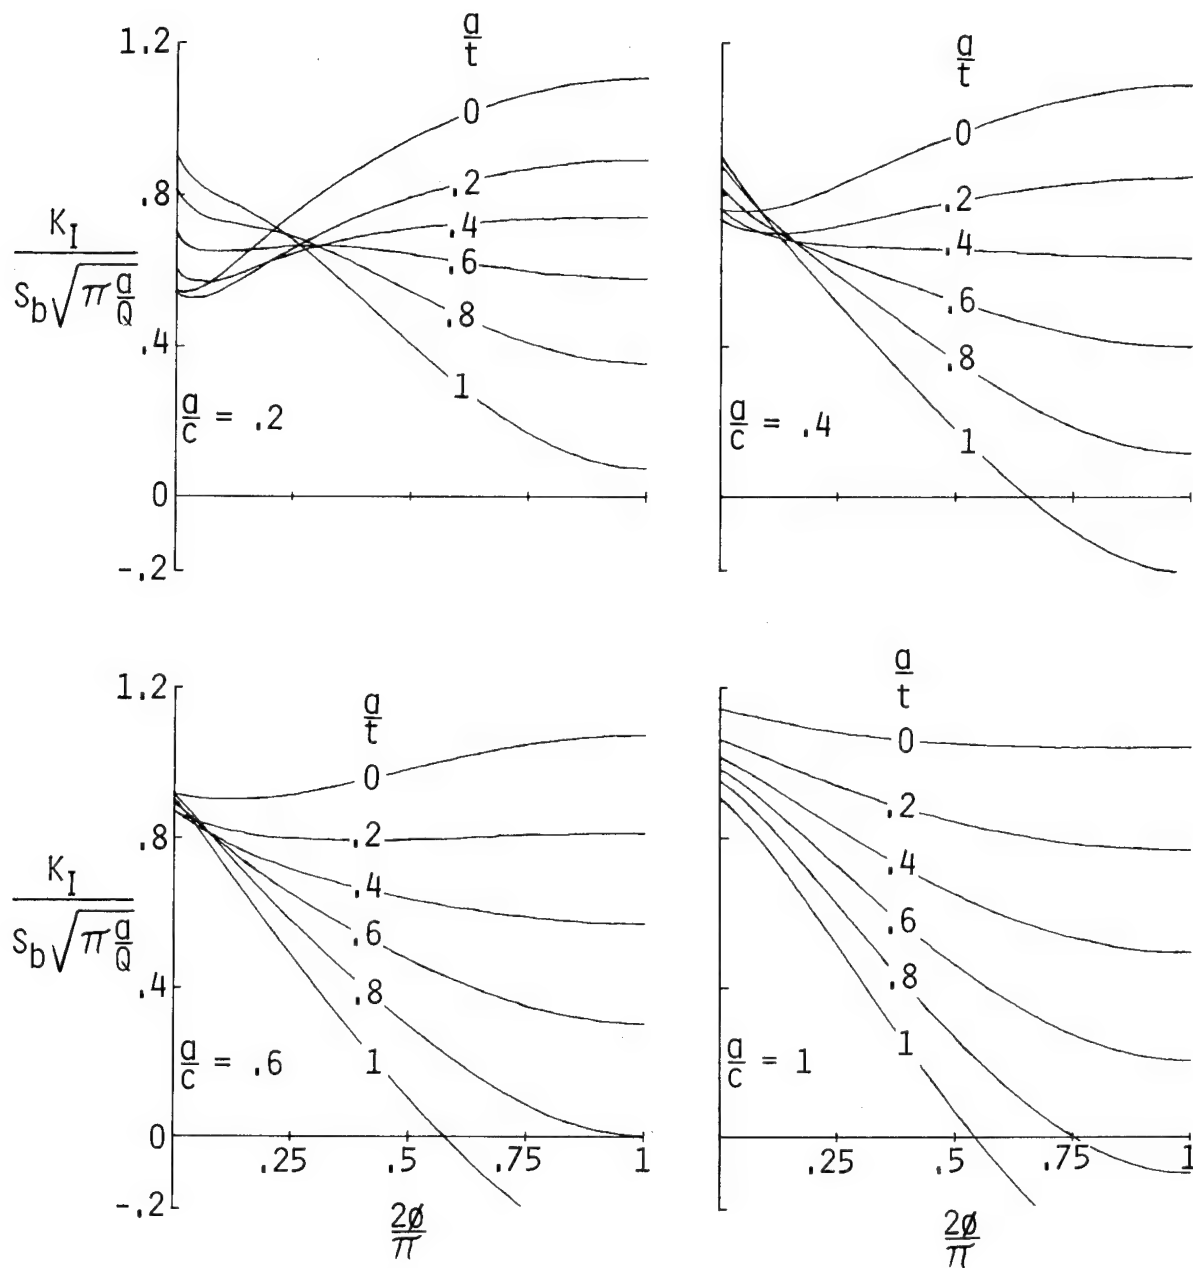 K_I / S_b√(π a/Q)
1.2
.8
.4
0
-.2
a/t
0
.2
.4
.6
.8
1
a/c = .2
a/t
0
.2
.4
.6
.8
1
a/c = .4
K_I / S_b√(π a/Q)
1.2
.8
.4
0
-.2
a/t
0
.2
.4
.6
.8
1
a/c = .6
.25 .5 .75 1
2ø/π
a/t
0
.2
.4
.6
.8
1
a/c = 1
.25 .5 .75 1
2ø/π